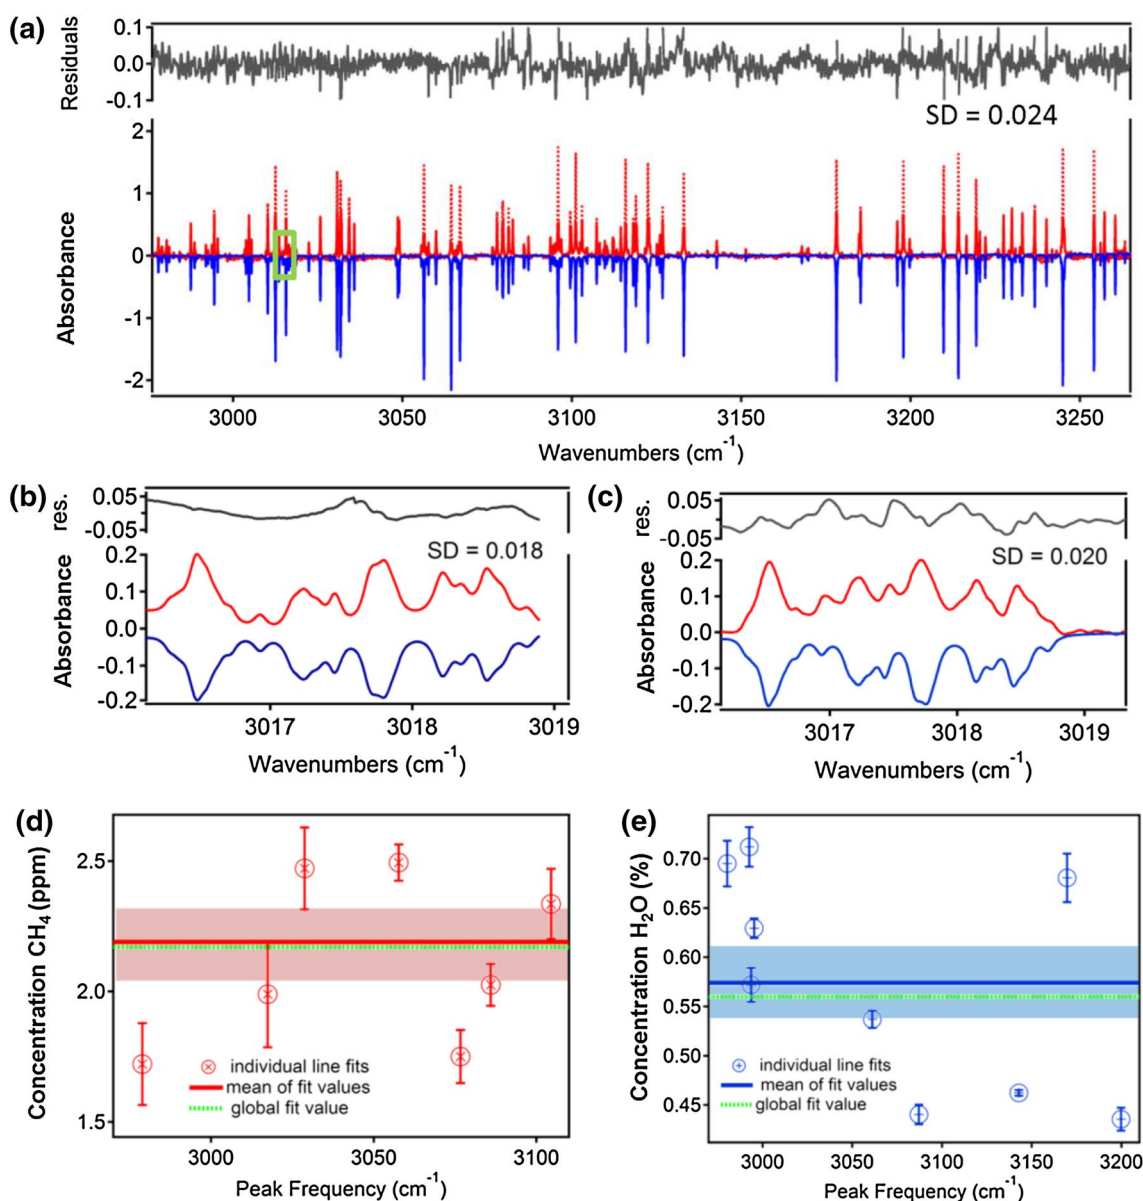 (a)
Residuals
0.1
0.0
-0.1
SD = 0.024
Absorbance
2
1
0
-1
-2
3000 3050 3100 3150 3200 3250
Wavenumbers (cm⁻¹)
(b)
res.
0.05
-0.05
SD = 0.018
Absorbance
0.2
0.1
0.0
-0.1
-0.2
3017 3018 3019
Wavenumbers (cm⁻¹)
(c)
res.
0.05
-0.05
SD = 0.020
Absorbance
0.2
0.1
0.0
-0.1
-0.2
3017 3018 3019
Wavenumbers (cm⁻¹)
(d)
Concentration CH₄ (ppm)
2.5
2.0
1.5
individual line fits
mean of fit values
global fit value
3000 3050 3100
Peak Frequency (cm⁻¹)
(e)
Concentration H₂O (%)
0.70
0.65
0.60
0.55
0.50
0.45
individual line fits
mean of fit values
global fit value
3000 3050 3100 3150 3200
Peak Frequency (cm⁻¹)